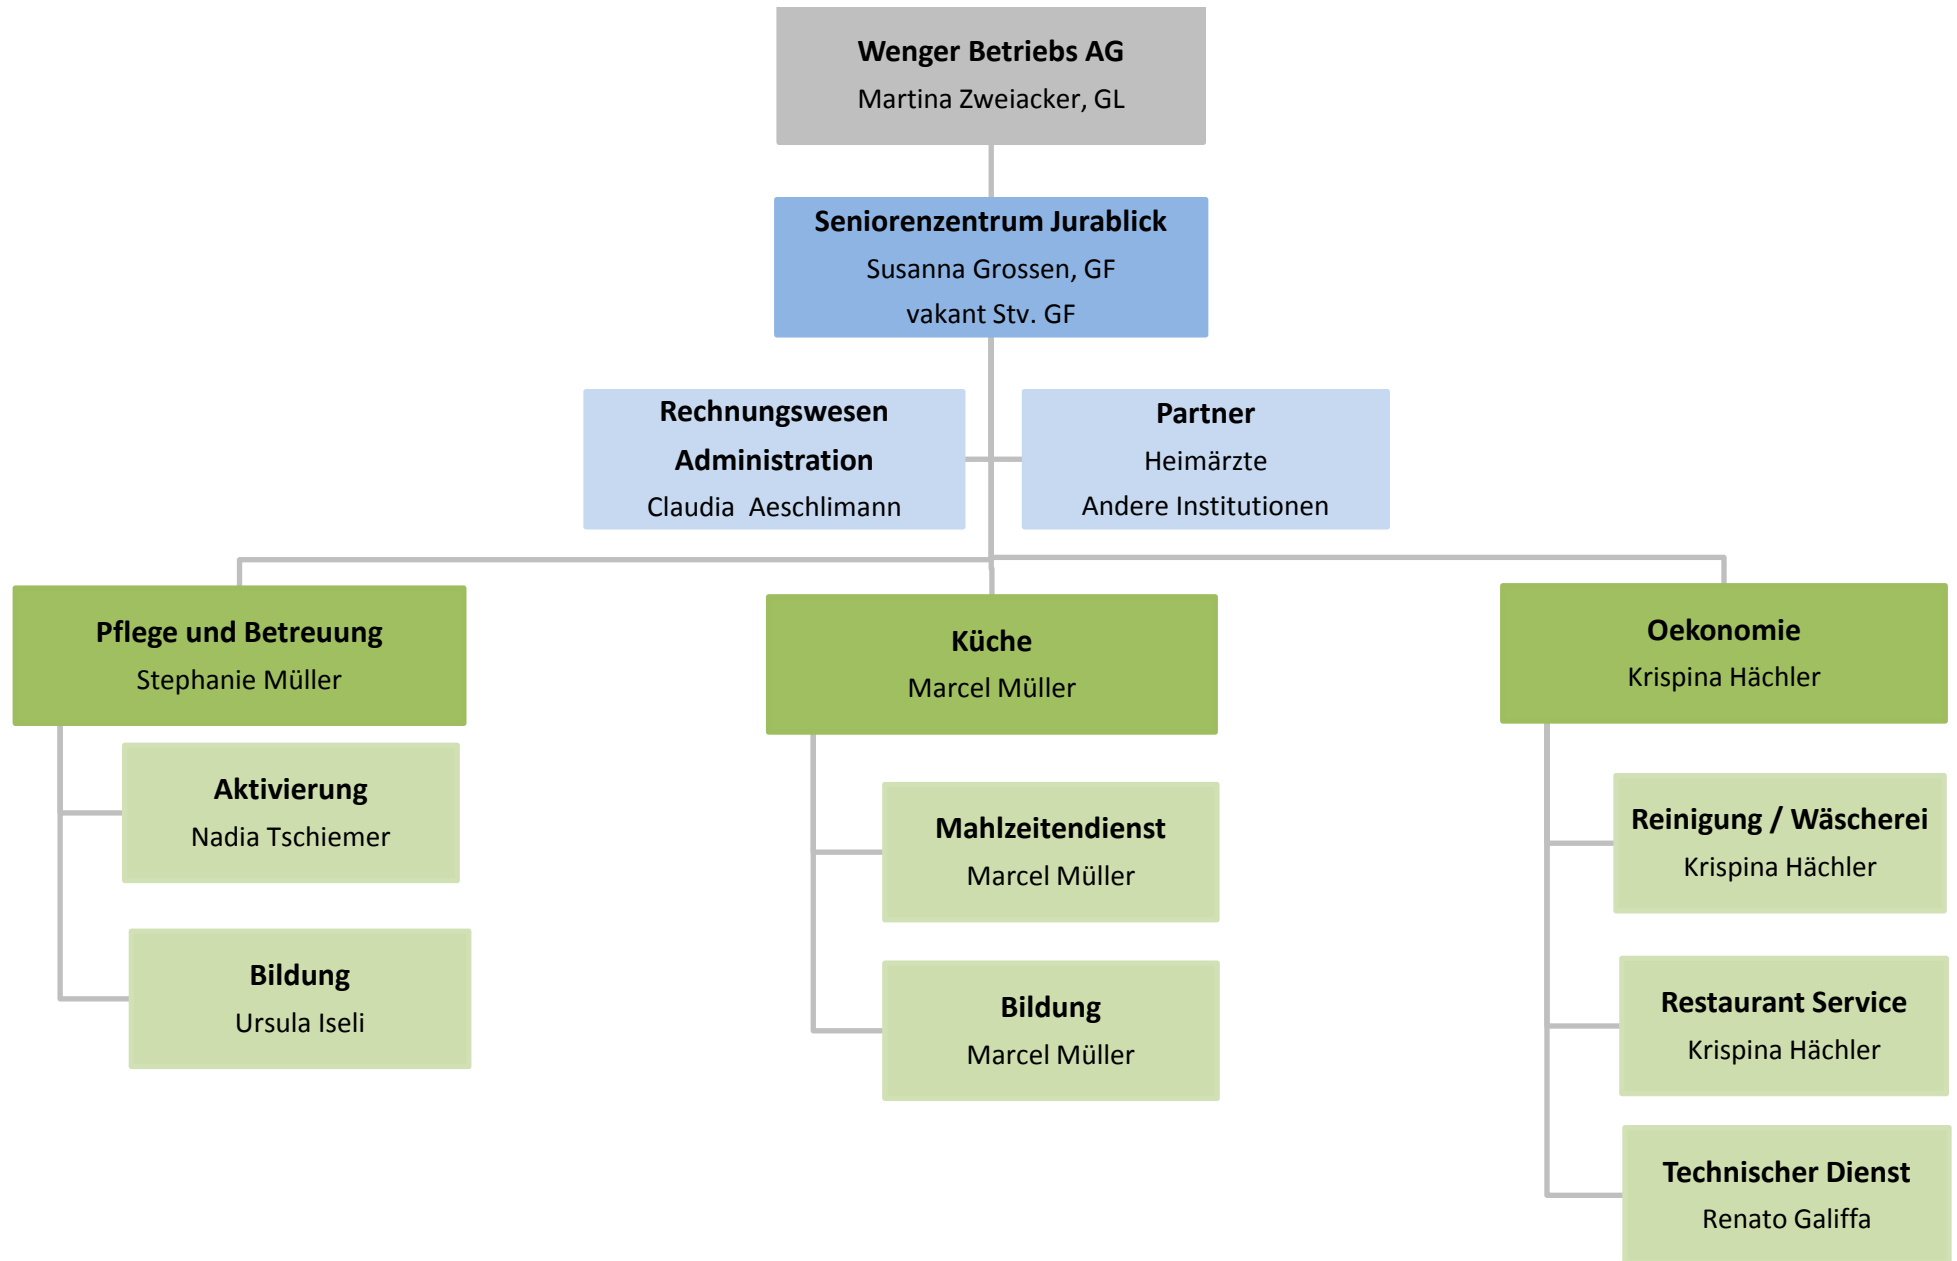 Wenger Betriebs AG
Martina Zweiacker, GL
Seniorenzentrum Jurablick
Susanna Grossen, GF
vakant Stv. GF
Rechnungswesen
Administration
Claudia Aeschlimann
Partner
Heimärzte
Andere Institutionen
Pflege und Betreuung
Stephanie Müller
Aktivierung
Nadia Tschiemer
Bildung
Ursula Iseli
Küche
Marcel Müller
Mahlzeitendienst
Marcel Müller
Bildung
Marcel Müller
Oekonomie
Krispina Hächler
Reinigung / Wäscherei
Krispina Hächler
Restaurant Service
Krispina Hächler
Technischer Dienst
Renato Galiffa